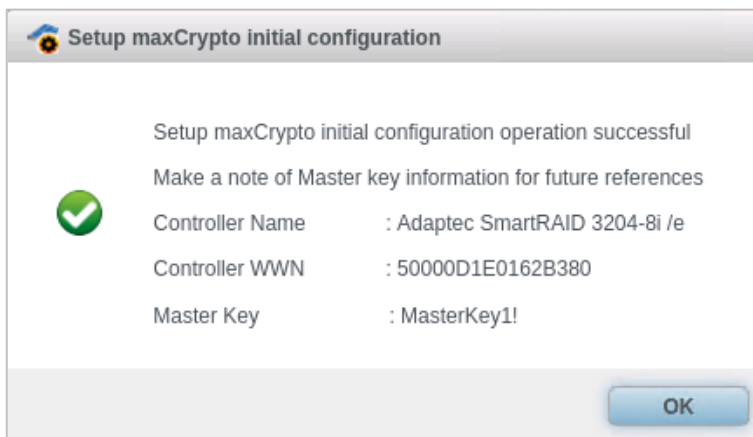 Setup maxCrypto initial configuration
Setup maxCrypto initial configuration operation successful
Make a note of Master key information for future references
Controller Name : Adaptec SmartRAID 3204-8i /e
Controller WWN : 50000D1E0162B380
Master Key : MasterKey1!
OK